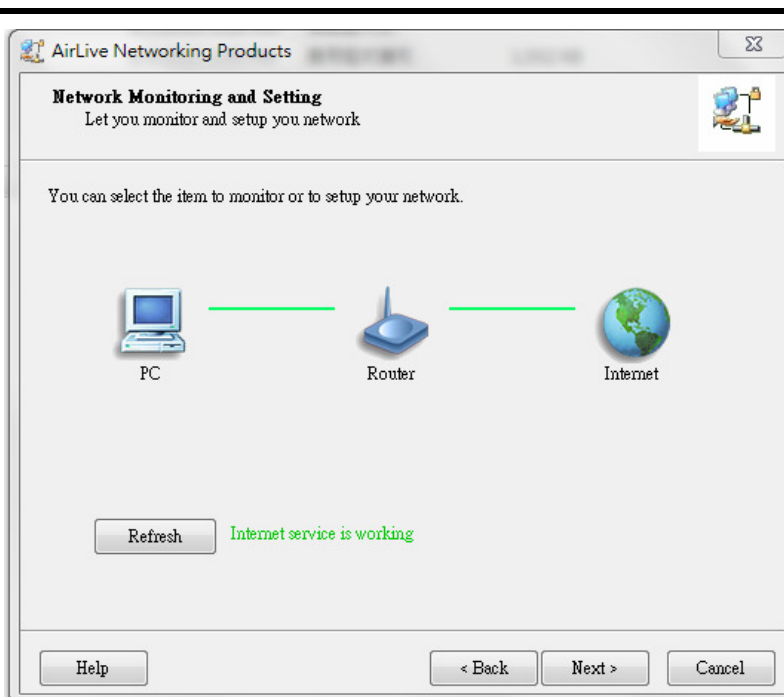 AirLive Networking Products
Network Monitoring and Setting
Let you monitor and setup you network
You can select the item to monitor or to setup your network.
PC
Router
Internet
Refresh
Internet service is working
Help
< Back
Next >
Cancel